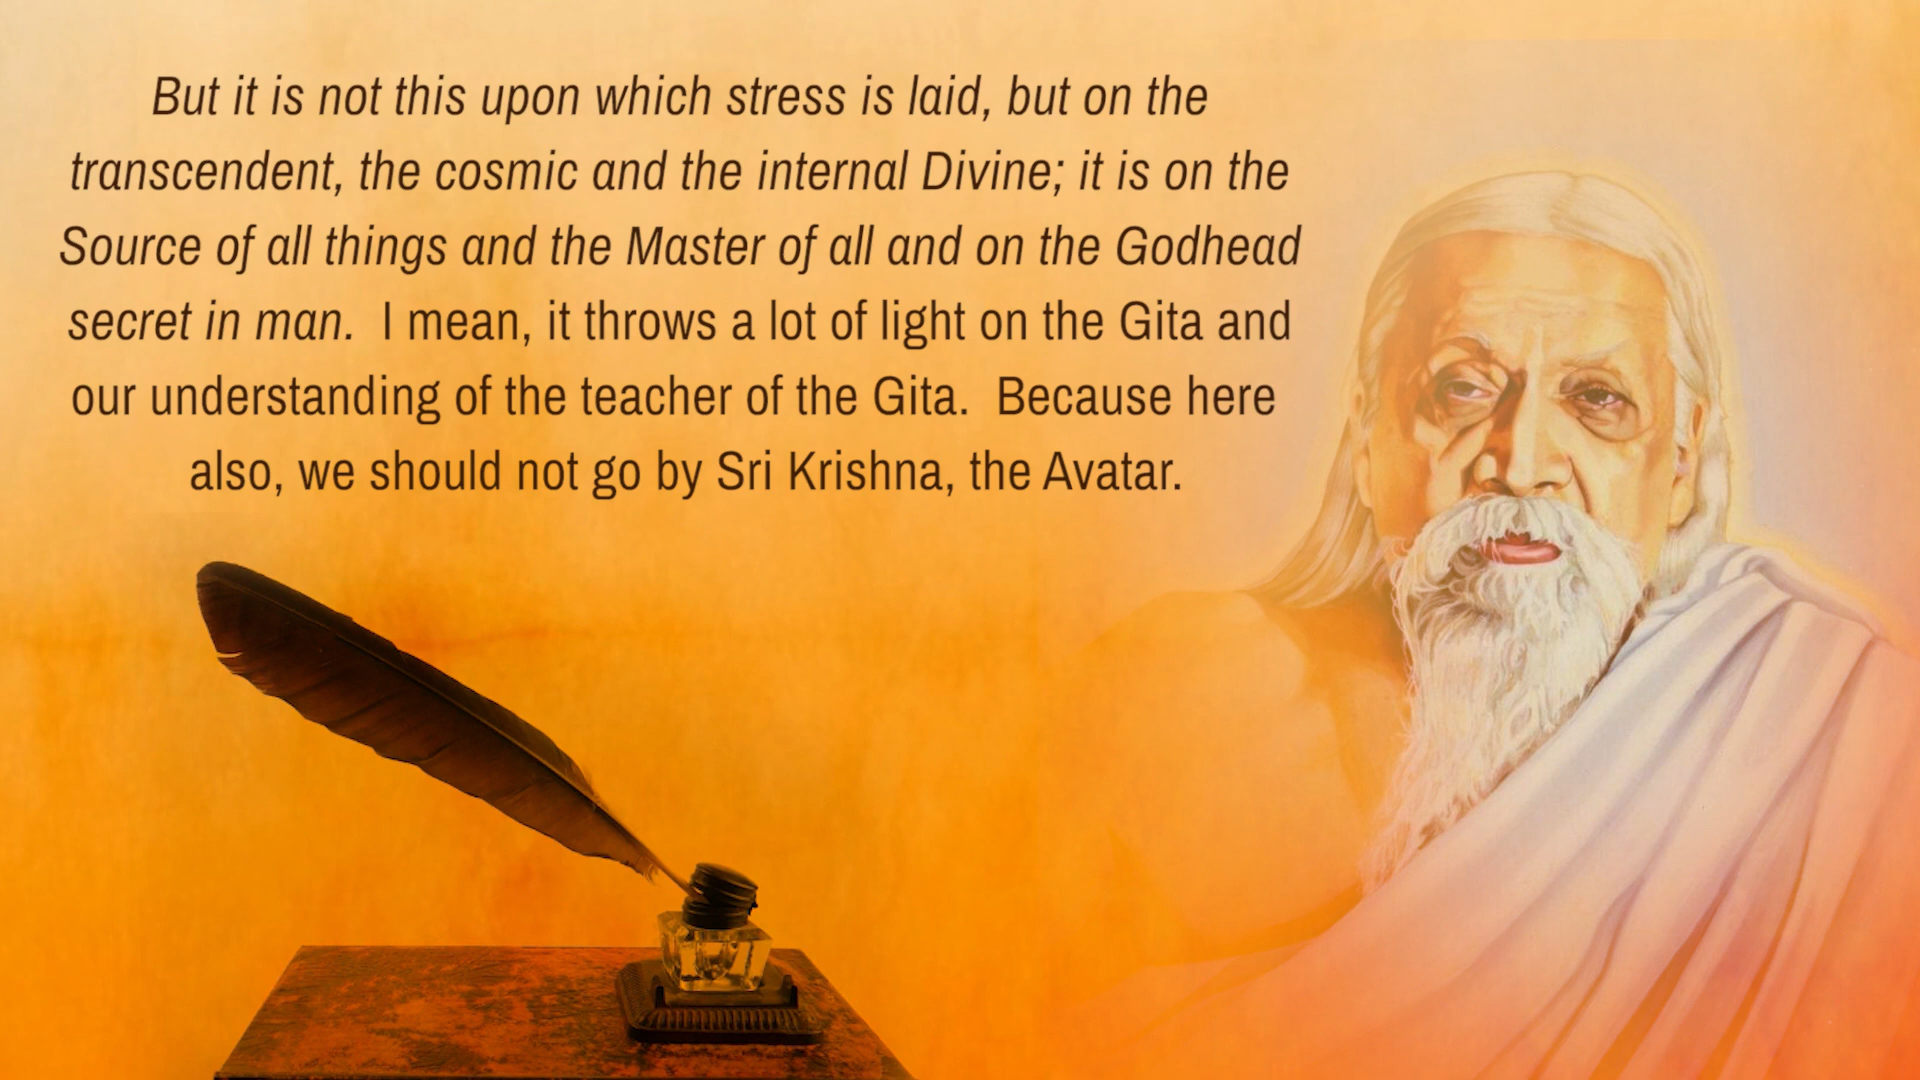 But it is not this upon which stress is laid, but on the
transcendent, the cosmic and the internal Divine; it is on the
Source of all things and the Master of all and on the Godhead
secret in man.  I mean, it throws a lot of light on the Gita and
our understanding of the teacher of the Gita.  Because here
also, we should not go by Sri Krishna, the Avatar.